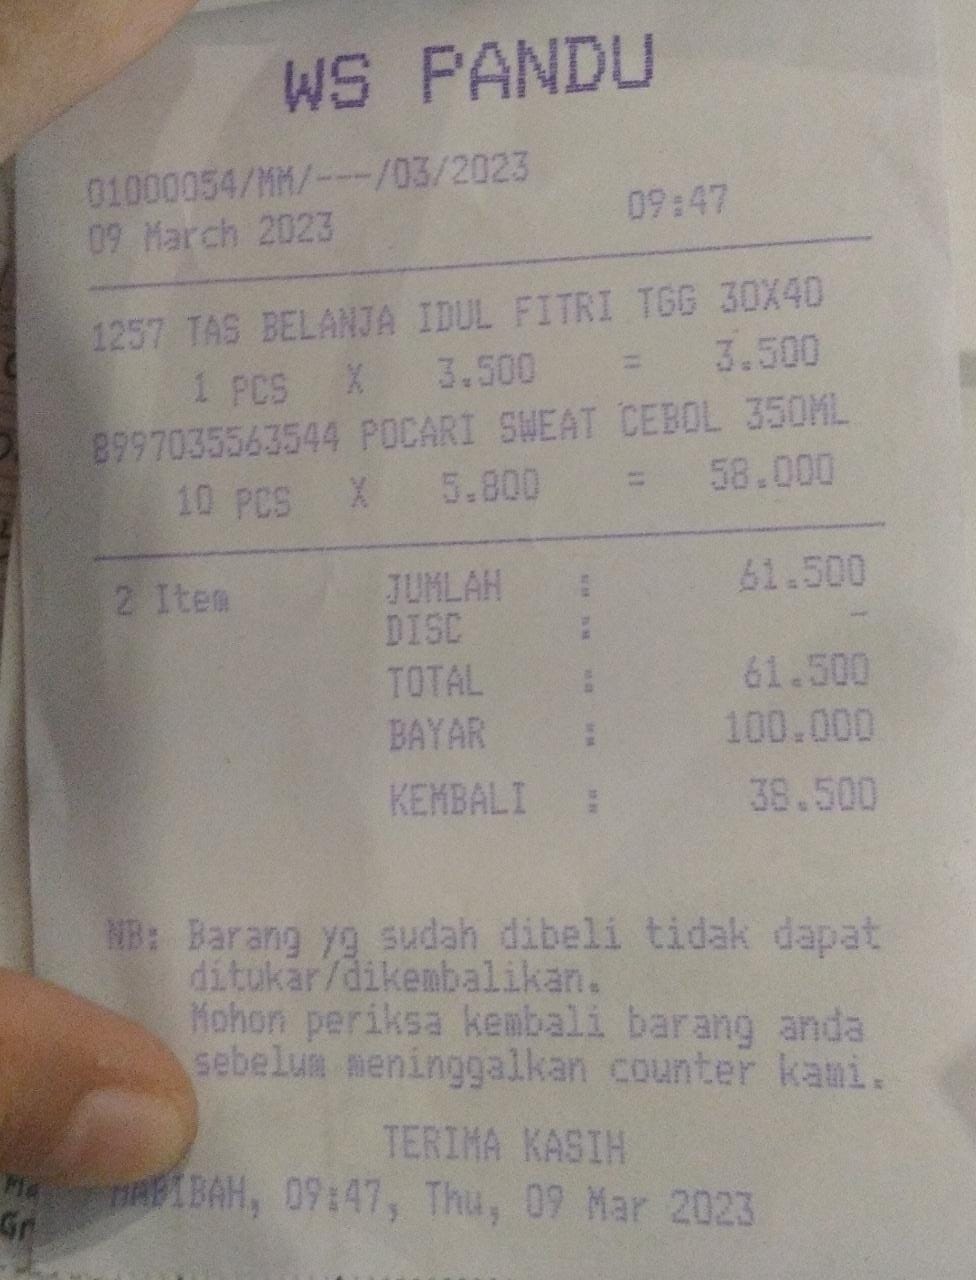 WS PANDU
01000054/MM/---/03/2023
09 March 2023 09:47
1257 TAS BELANJA IDUL FITRI TGG 30X40
1 PCS X 3.500 = 3.500
8997035563544 POCARI SWEAT CEBOL 350ML
10 PCS X 5.800 = 58.000
2 Item JUMLAH : 61.500
DISC : -
TOTAL : 61.500
BAYAR : 100.000
KEMBALI : 38.500
NB: Barang yg sudah dibeli tidak dapat
ditukar/dikembalikan.
Mohon periksa kembali barang anda
sebelum meninggalkan counter kami.
TERIMA KASIH
HABIBAH, 09:47, Thu, 09 Mar 2023